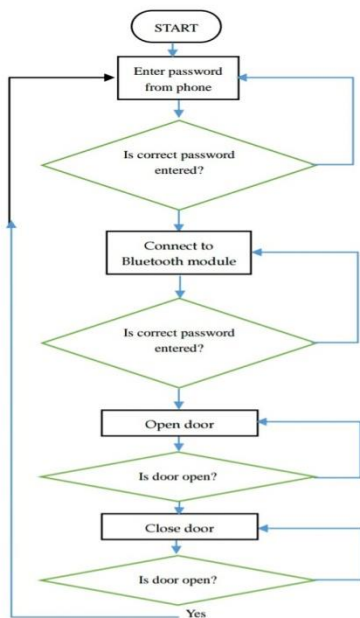 START
Enter password
from phone
Is correct password
entered?
Connect to
Bluetooth module
Is correct password
entered?
Open door
Is door open?
Close door
Is door open?
Yes